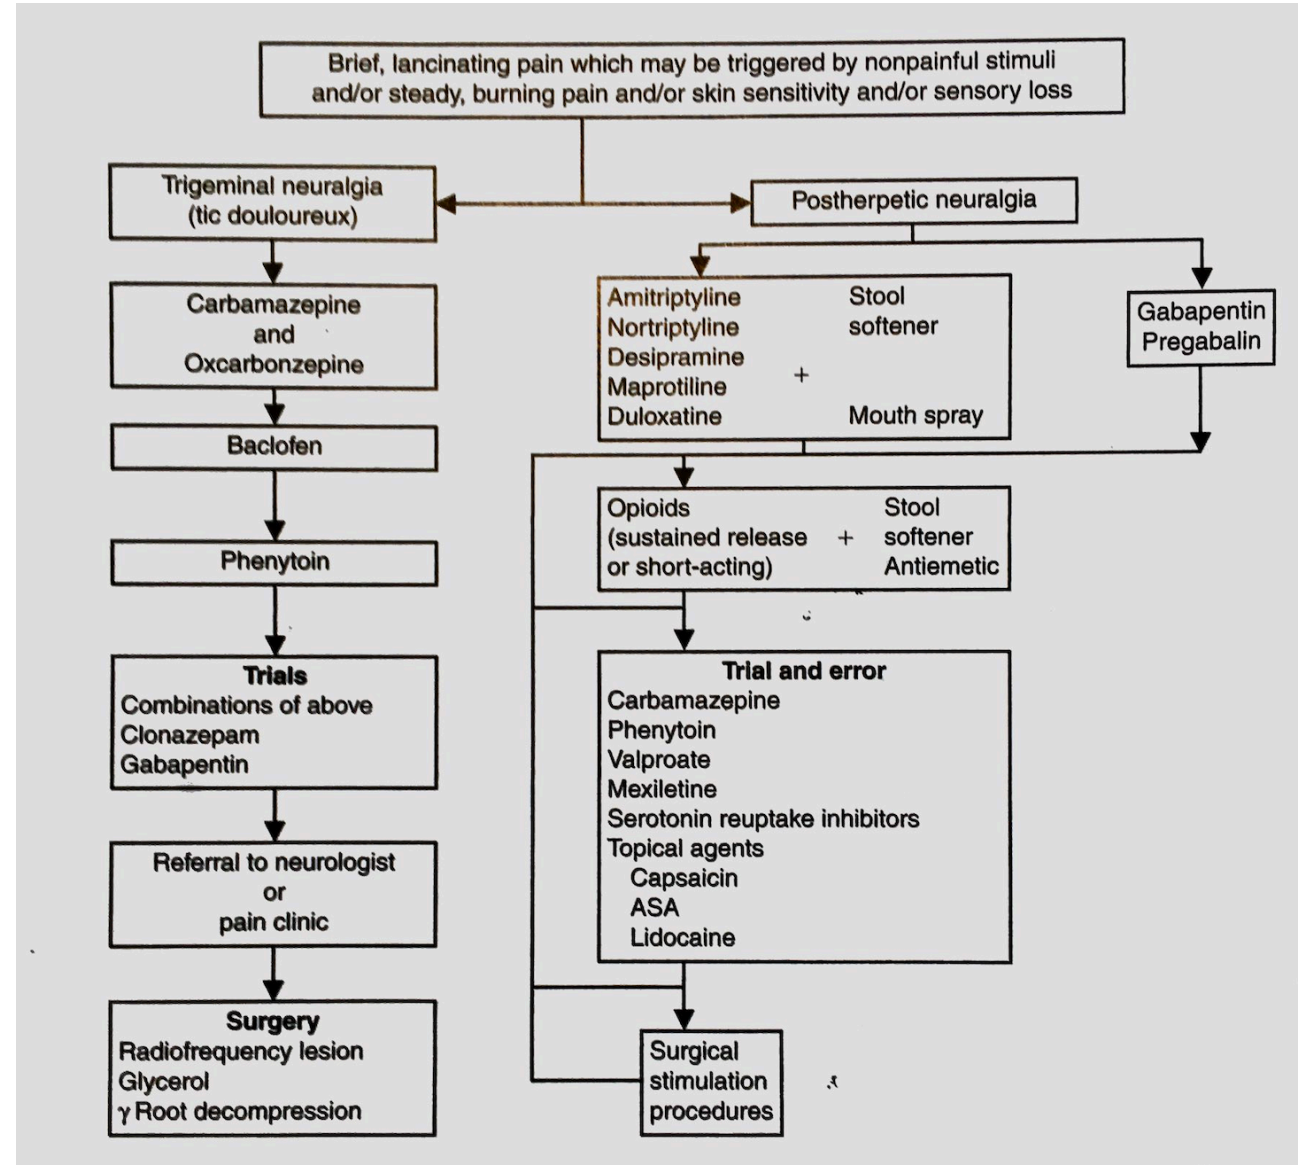 Brief, lancinating pain which may be triggered by nonpainful stimuli
and/or steady, burning pain and/or skin sensitivity and/or sensory loss
Trigeminal neuralgia
(tic douloureux)
Carbamazepine
and
Oxcarbonzepine
Baclofen
Phenytoin
Trials
Combinations of above
Clonazepam
Gabapentin
Referral to neurologist
or
pain clinic
Surgery
Radiofrequency lesion
Glycerol
γ Root decompression
Postherpetic neuralgia
Amitriptyline
Nortriptyline
Desipramine
Maprotiline
Duloxatine
+
Stool
softener
Mouth spray
Gabapentin
Pregabalin
Opioids
(sustained release
or short-acting)
+
Stool
softener
Antiemetic
Trial and error
Carbamazepine
Phenytoin
Valproate
Mexiletine
Serotonin reuptake inhibitors
Topical agents
Capsaicin
ASA
Lidocaine
Surgical
stimulation
procedures